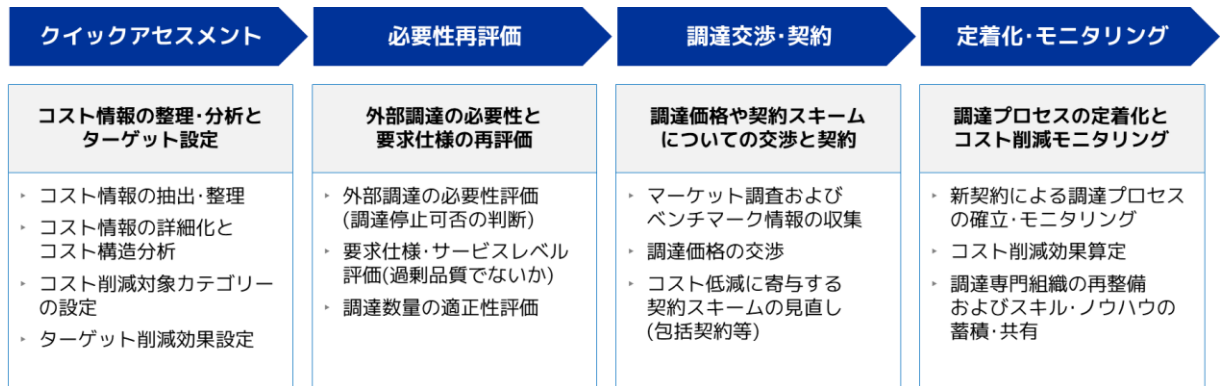 クイックアセスメント
必要性再評価
調達交渉・契約
定着化・モニタリング
コスト情報の整理・分析と
ターゲット設定
‣ コスト情報の抽出・整理
‣ コスト情報の詳細化と
コスト構造分析
‣ コスト削減対象カテゴリー
の設定
‣ ターゲット削減効果設定
外部調達の必要性と
要求仕様の再評価
‣ 外部調達の必要性評価
(調達停止可否の判断)
‣ 要求仕様・サービスレベル
評価(過剰品質でないか)
‣ 調達数量の適正性評価
調達価格や契約スキーム
についての交渉と契約
‣ マーケット調査および
ベンチマーク情報の収集
‣ 調達価格の交渉
‣ コスト低減に寄与する
契約スキームの見直し
(包括契約等)
調達プロセスの定着化と
コスト削減モニタリング
‣ 新契約による調達プロセス
の確立・モニタリング
‣ コスト削減効果算定
‣ 調達専門組織の再整備
およびスキル・ノウハウの
蓄積・共有